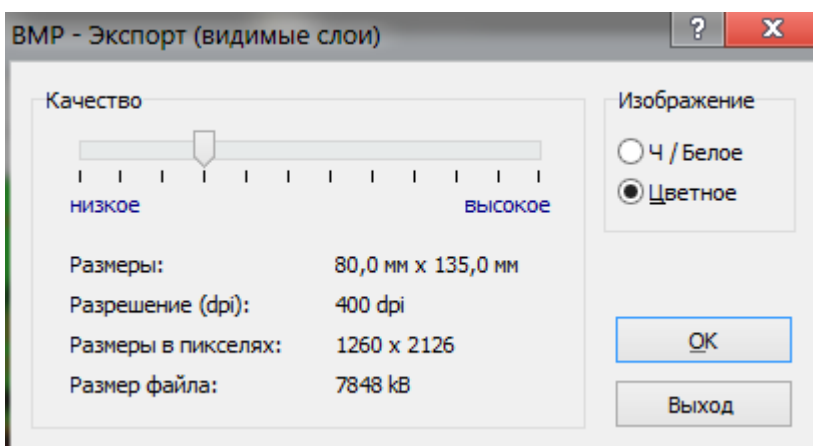 BMP - Экспорт (видимые слои)
? x
Качество
низкое высокое
Размеры: 80,0 мм x 135,0 мм
Разрешение (dpi): 400 dpi
Размеры в пикселях: 1260 x 2126
Размер файла: 7848 kB
Изображение
Ч / Белое
Цветное
OK
Выход